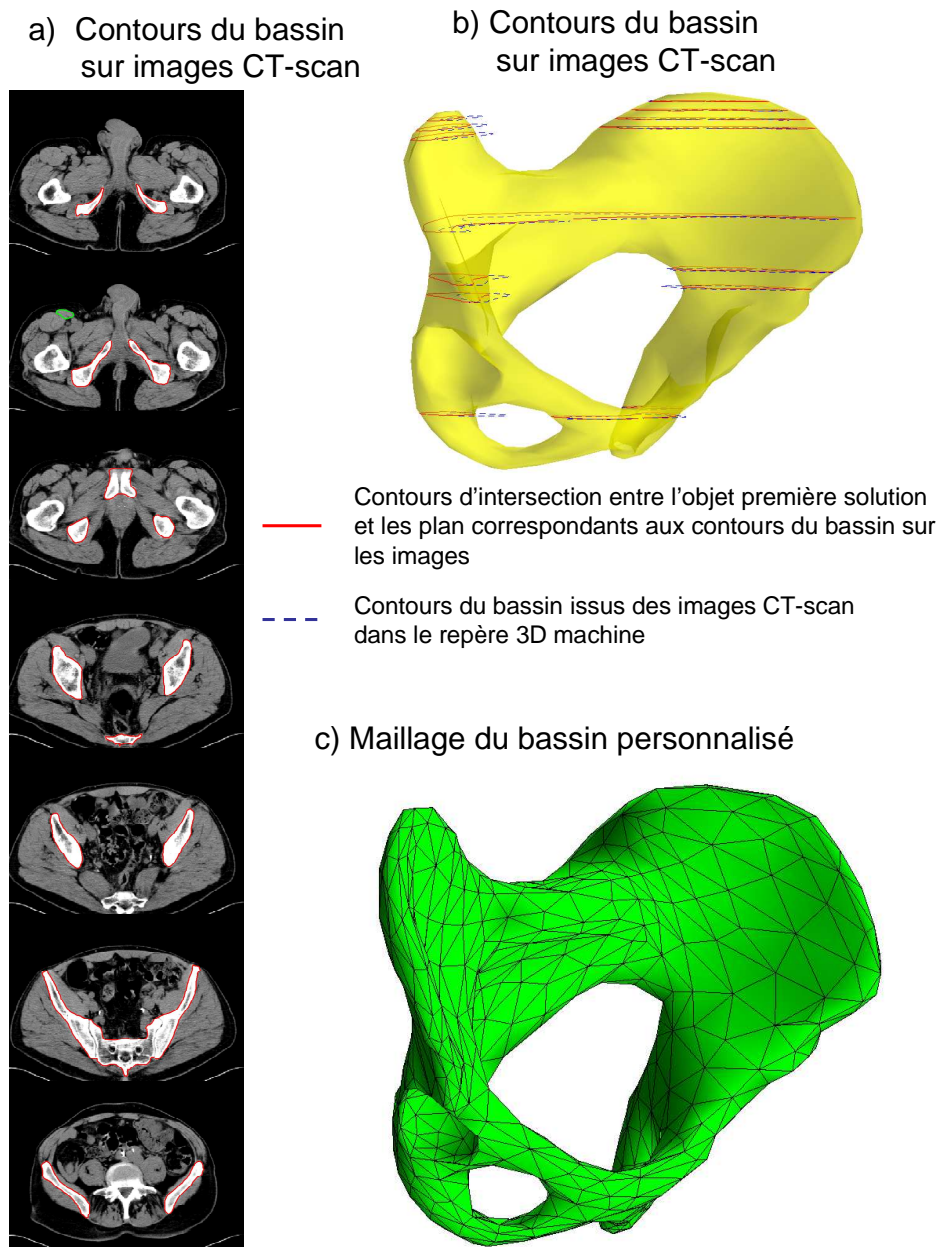 a) Contours du bassin
sur images CT-scan
b) Contours du bassin
sur images CT-scan
Contours d'intersection entre l'objet première solution
et les plan correspondants aux contours du bassin sur
les images
Contours du bassin issus des images CT-scan
dans le repère 3D machine
c) Maillage du bassin personnalisé